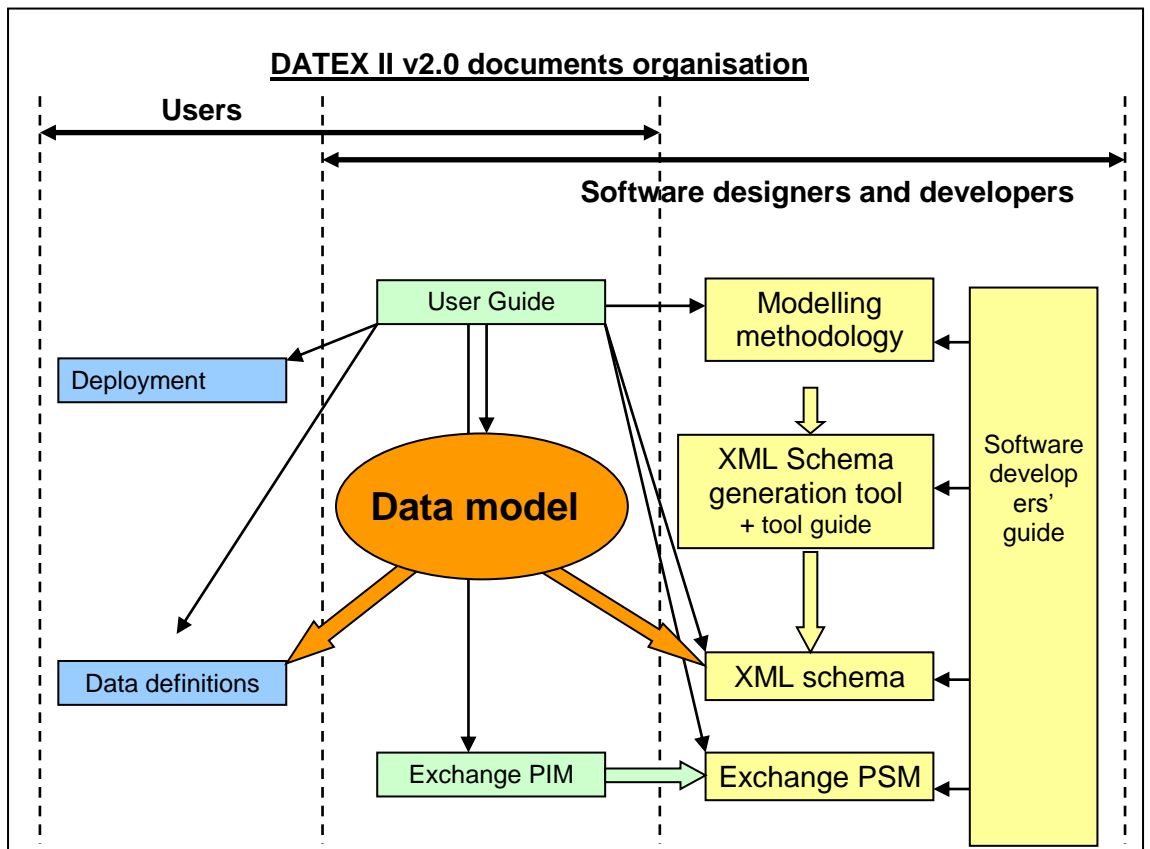 DATEX II v2.0 documents organisation
Users
Software designers and developers
User Guide
Modelling
methodology
Deployment
Data model
XML Schema
generation tool
+ tool guide
Software
develop
ers’
guide
Data definitions
XML schema
Exchange PIM
Exchange PSM